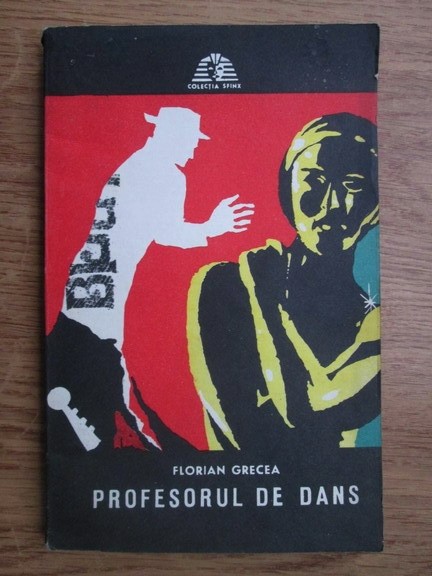 COLECȚIA SFINX
FLORIAN GRECEA
PROFESORUL DE DANS